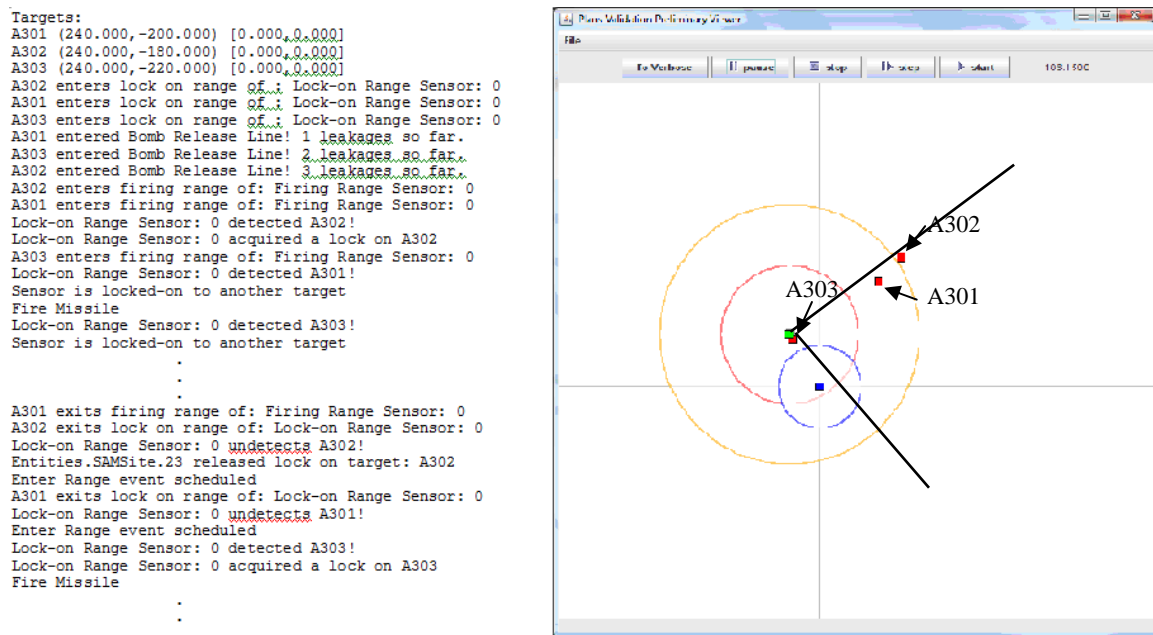 Targets:
A301 (240.000,-200.000) [0.000,0.000]
A302 (240.000,-180.000) [0.000,0.000]
A303 (240.000,-220.000) [0.000,0.000]
A302 enters lock on range of : Lock-on Range Sensor: 0
A301 enters lock on range of : Lock-on Range Sensor: 0
A303 enters lock on range of : Lock-on Range Sensor: 0
A301 entered Bomb Release Line! 1 leakages so far.
A303 entered Bomb Release Line! 2 leakages so far.
A302 entered Bomb Release Line! 3 leakages so far.
A302 enters firing range of: Firing Range Sensor: 0
A301 enters firing range of: Firing Range Sensor: 0
Lock-on Range Sensor: 0 detected A302!
Lock-on Range Sensor: 0 acquired a lock on A302
A303 enters firing range of: Firing Range Sensor: 0
Lock-on Range Sensor: 0 detected A301!
Sensor is locked-on to another target
Fire Missile
Lock-on Range Sensor: 0 detected A303!
Sensor is locked-on to another target
.
.
.
A301 exits firing range of: Firing Range Sensor: 0
A302 exits lock on range of: Lock-on Range Sensor: 0
Lock-on Range Sensor: 0 undetects A302!
Entities.SAMSite.23 released lock on target: A302
Enter Range event scheduled
A301 exits lock on range of: Lock-on Range Sensor: 0
Lock-on Range Sensor: 0 undetects A301!
Enter Range event scheduled
Lock-on Range Sensor: 0 detected A303!
Lock-on Range Sensor: 0 acquired a lock on A303
Fire Missile
.
.
Plans Validation Preliminary Viewer
File
pause stop step start
A302
A303
A301